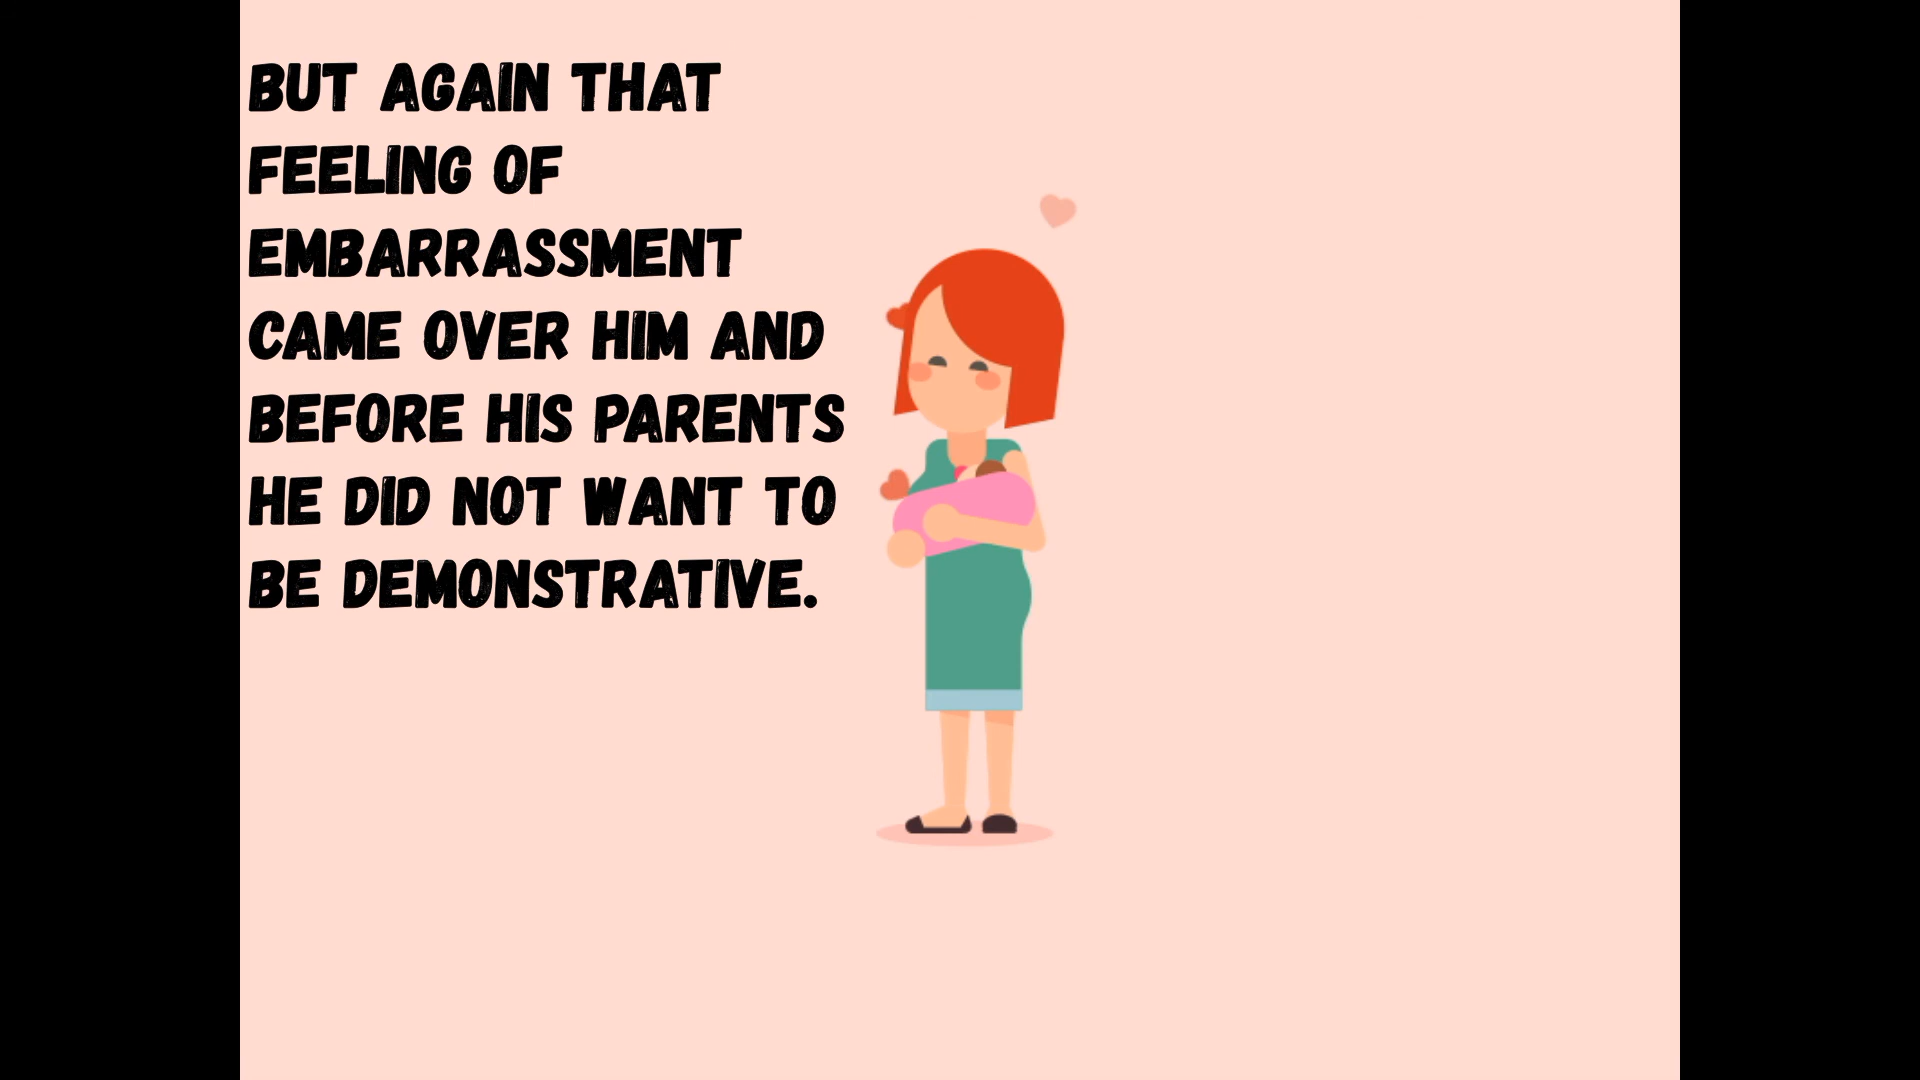 BUT AGAIN THAT
FEELING OF
EMBARRASSMENT
CAME OVER HIM AND
BEFORE HIS PARENTS
HE DID NOT WANT TO
BE DEMONSTRATIVE.